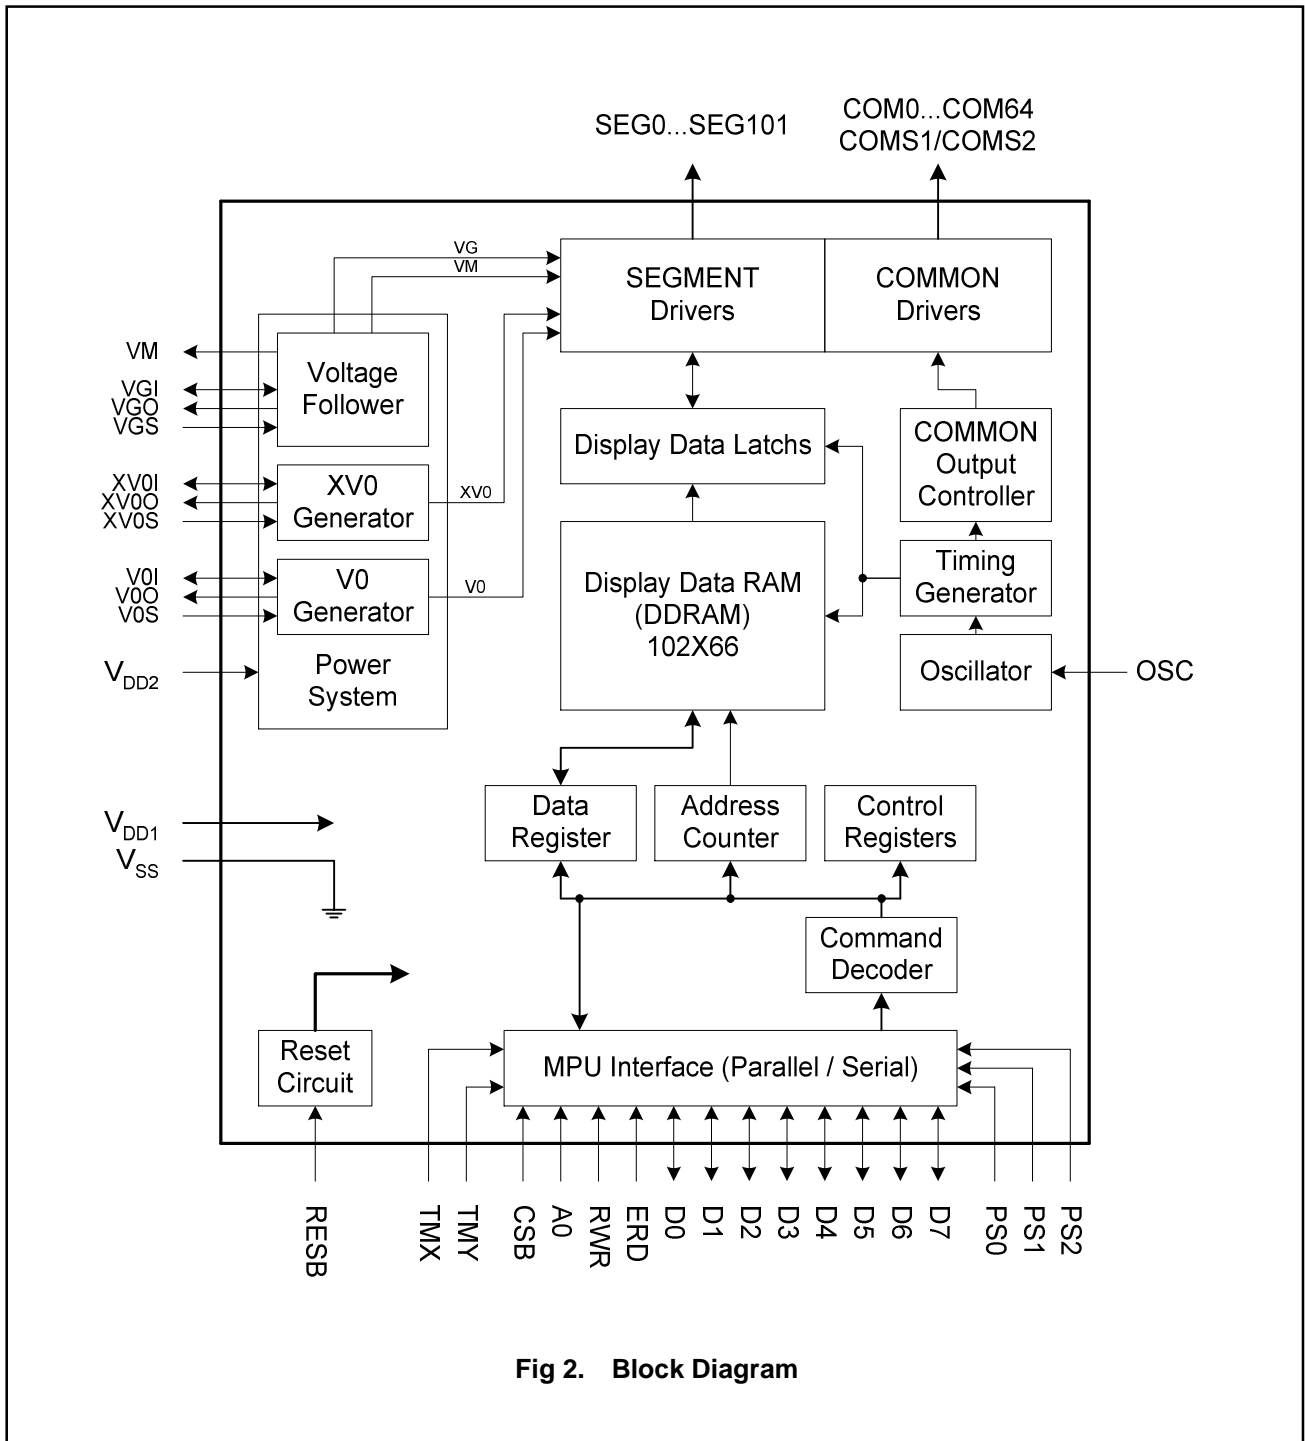 SEG0...SEG101
COM0...COM64
COMS1/COMS2
VG
VM
SEGMENT
Drivers
COMMON
Drivers
VM
VGI
VGO
VGS
Voltage
Follower
Display Data Latchs
COMMON
Output
Controller
XV0I
XV0O
XV0S
XV0
Generator
XV0
V0I
V0O
V0S
V0
Generator
V0
Display Data RAM
(DDRAM)
102X66
Timing
Generator
VDD2
Power
System
Oscillator
OSC
VDD1
VSS
Data
Register
Address
Counter
Control
Registers
Command
Decoder
Reset
Circuit
MPU Interface (Parallel / Serial)
RESB
TMX
TMY
CSB
A0
RWR
ERD
D0
D1
D2
D3
D4
D5
D6
D7
PS0
PS1
PS2
Fig 2. Block Diagram